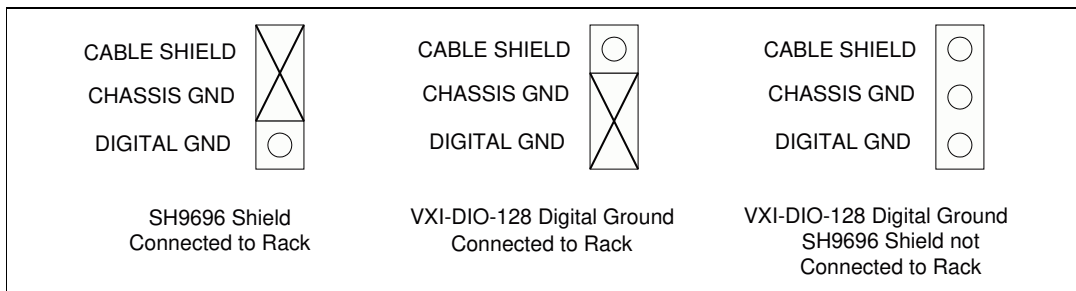 CABLE SHIELD
CHASSIS GND
DIGITAL GND
SH9696 Shield
Connected to Rack
CABLE SHIELD
CHASSIS GND
DIGITAL GND
VXI-DIO-128 Digital Ground
Connected to Rack
CABLE SHIELD
CHASSIS GND
DIGITAL GND
VXI-DIO-128 Digital Ground
SH9696 Shield not
Connected to Rack